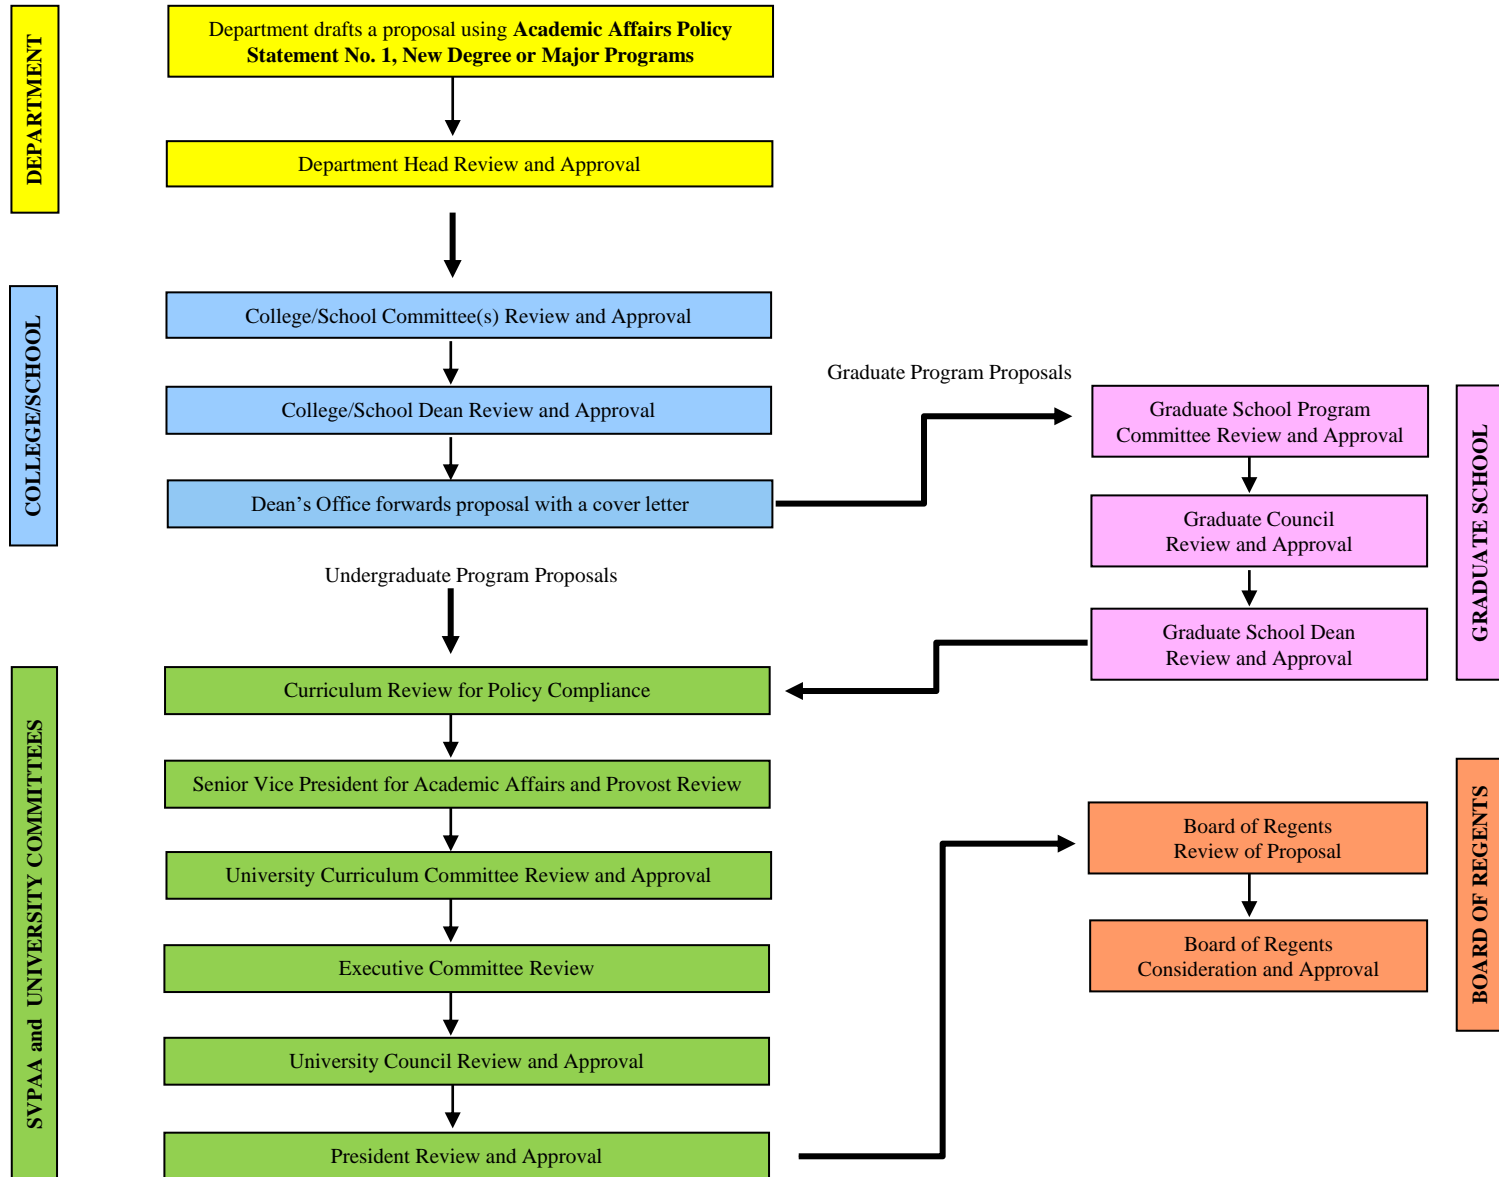 DEPARTMENT
Department drafts a proposal using Academic Affairs Policy
Statement No. 1, New Degree or Major Programs
Department Head Review and Approval
COLLEGE/SCHOOL
College/School Committee(s) Review and Approval
College/School Dean Review and Approval
Dean’s Office forwards proposal with a cover letter
Graduate Program Proposals
Graduate School Program
Committee Review and Approval
Graduate Council
Review and Approval
Graduate School Dean
Review and Approval
GRADUATE SCHOOL
Undergraduate Program Proposals
SVPAA and UNIVERSITY COMMITTEES
Curriculum Review for Policy Compliance
Senior Vice President for Academic Affairs and Provost Review
University Curriculum Committee Review and Approval
Executive Committee Review
University Council Review and Approval
President Review and Approval
Board of Regents
Review of Proposal
Board of Regents
Consideration and Approval
BOARD OF REGENTS